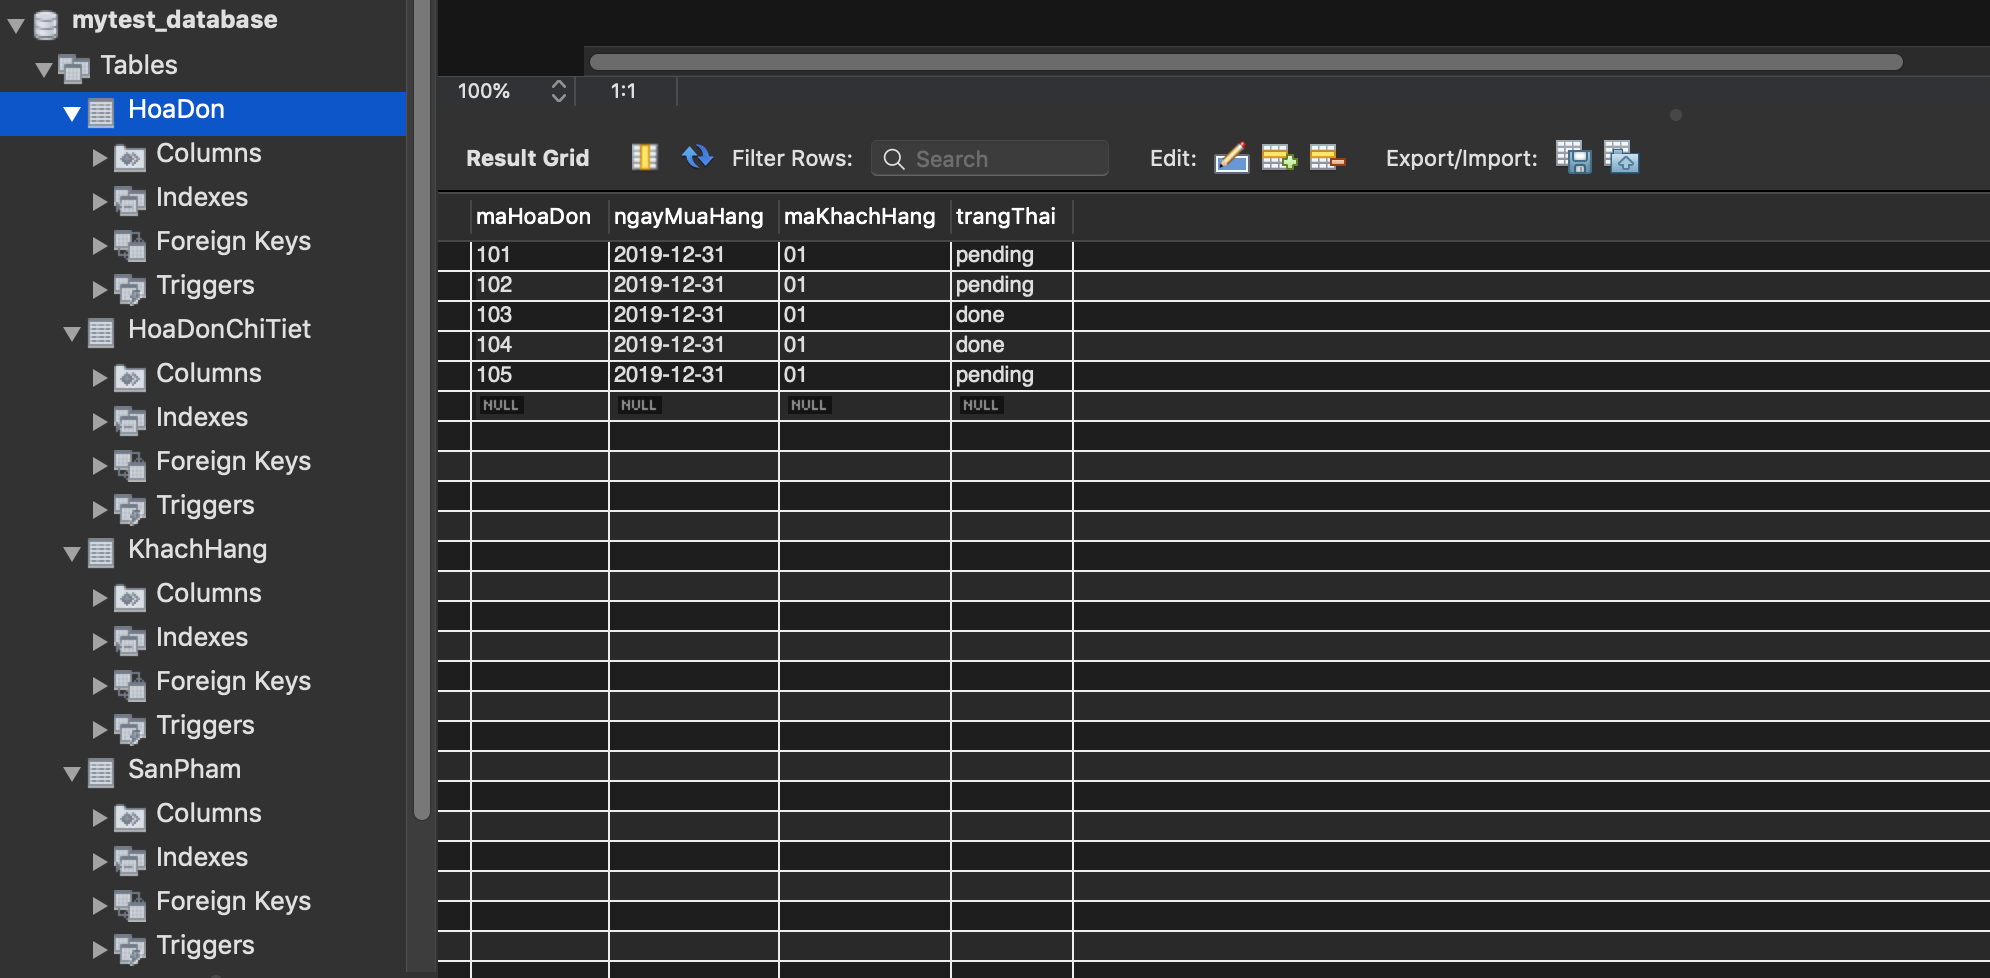 mytest_database
Tables
HoaDon
Columns
Indexes
Foreign Keys
Triggers
HoaDonChiTiet
Columns
Indexes
Foreign Keys
Triggers
KhachHang
Columns
Indexes
Foreign Keys
Triggers
SanPham
Columns
Indexes
Foreign Keys
Triggers
100% 1:1
Result Grid Filter Rows: Search Edit: Export/Import:
maHoaDon ngayMuaHang maKhachHang trangThai
101 2019-12-31 01 pending
102 2019-12-31 01 pending
103 2019-12-31 01 done
104 2019-12-31 01 done
105 2019-12-31 01 pending
NULL NULL NULL NULL